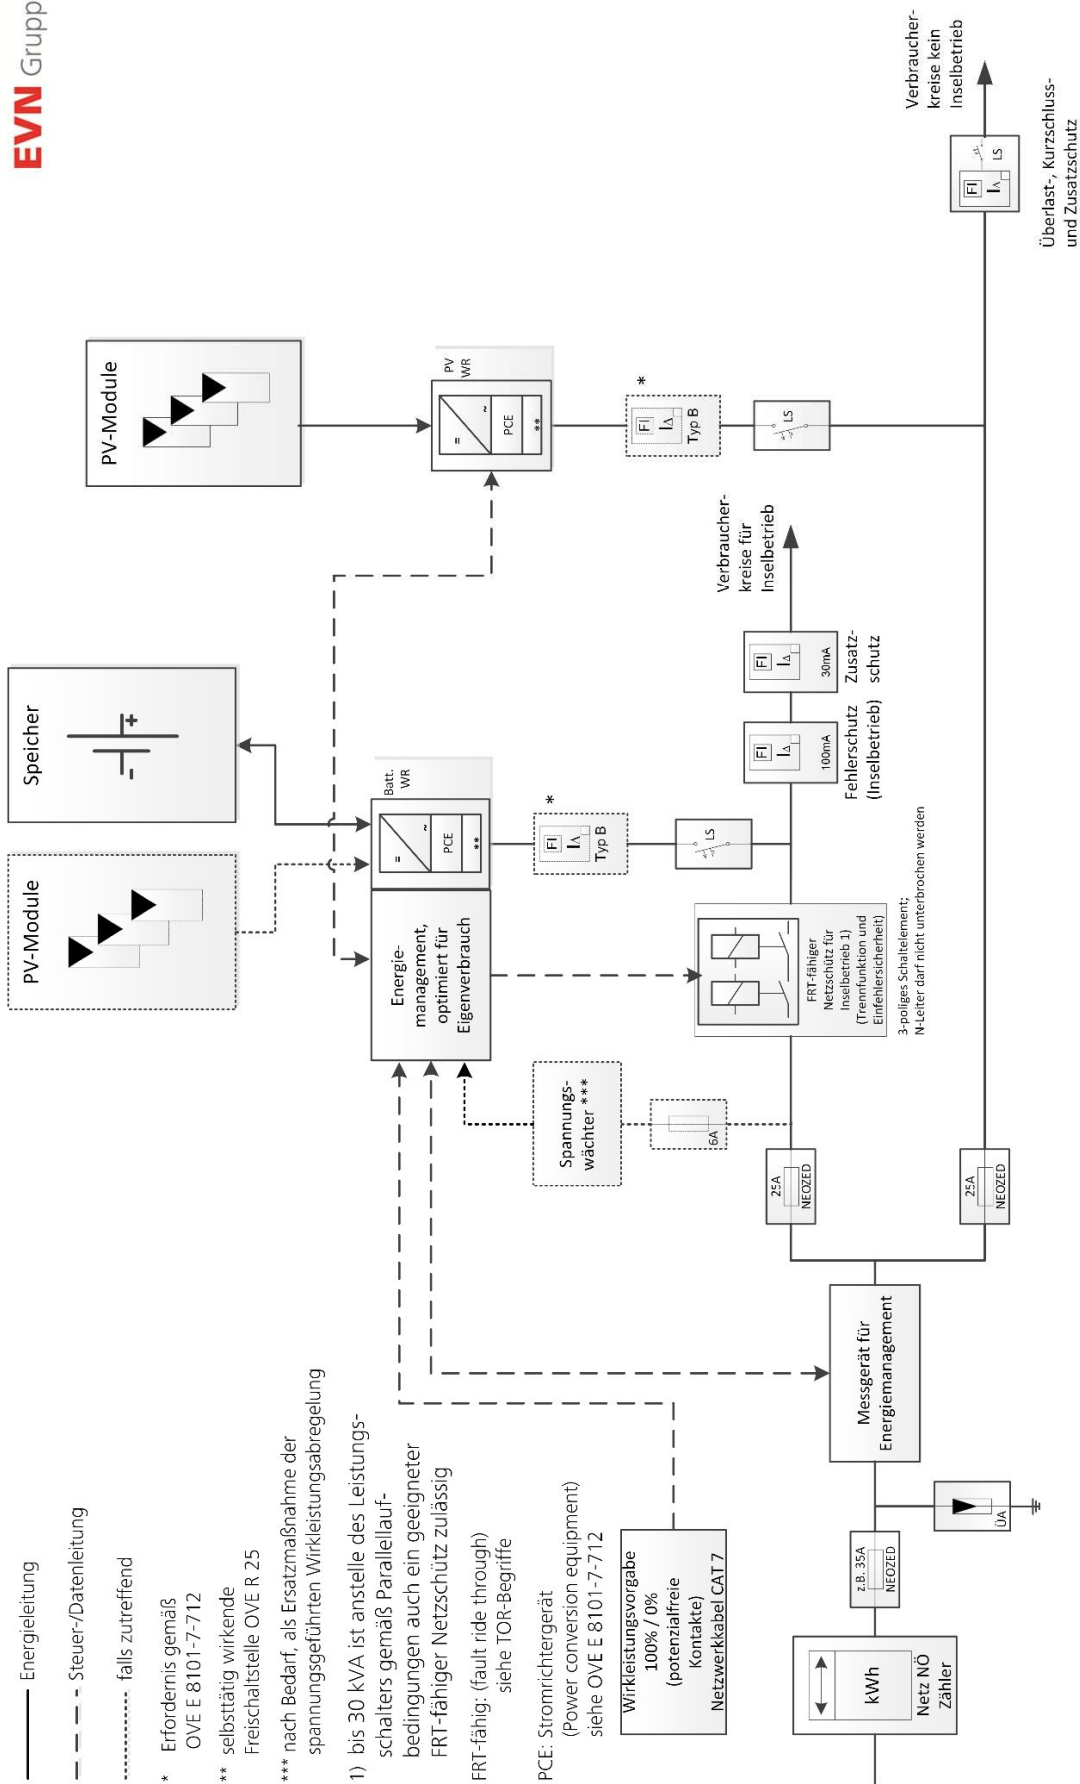 EVN Grupp
Energieleitung
Steuer-/Datenleitung
falls zutreffend
* Erfordernis gemäß
OVE E 8101-7-712
** selbsttätig wirkende
Freischaltstelle OVE R 25
*** nach Bedarf, als Ersatzmaßnahme der
spannungsgeführten Wirkleistungsabregelung
1) bis 30 kVA ist anstelle des Leistungs-
schalters gemäß Parallellauf-
bedingungen auch ein geeigneter
FRT-fähiger Netzschütz zulässig
FRT-fähig: (fault ride through)
siehe TOR-Begriffe
PCE: Stromrichtergerät
(Power conversion equipment)
siehe OVE E 8101-7-712
Wirkleistungsvorgabe
100% / 0%
(potenzialfreie
Kontakte)
Netzwerkkabel CAT 7
kWh
Netz NÖ
Zähler
z.B. 35A
NEOZED
ÜA
Messgerät für
Energiemanagement
25A
NEOZED
25A
NEOZED
Spannungs-
wächter ***
6A
PV-Module
Speicher
- +
Energie-
management,
optimiert für
Eigenverbrauch
Batt.
WR
=
~
PCE
**
*
FI
I∆
Typ B
LS
FRT-fähiger
Netzschütz für
Inselbetrieb 1)
(Trennfunktion und
Einfehlersicherheit)
3-poliges Schaltelement;
N-Leiter darf nicht unterbrochen werden
FI
I∆
100mA
Fehlerschutz
(Inselbetrieb)
FI
I∆
30mA
Zusatz-
schutz
Verbraucher-
kreise für
Inselbetrieb
PV-Module
PV
WR
=
~
PCE
**
*
FI
I∆
Typ B
LS
FI
I∆
LS
Verbraucher-
kreise kein
Inselbetrieb
Überlast-, Kurzschluss-
und Zusatzschutz